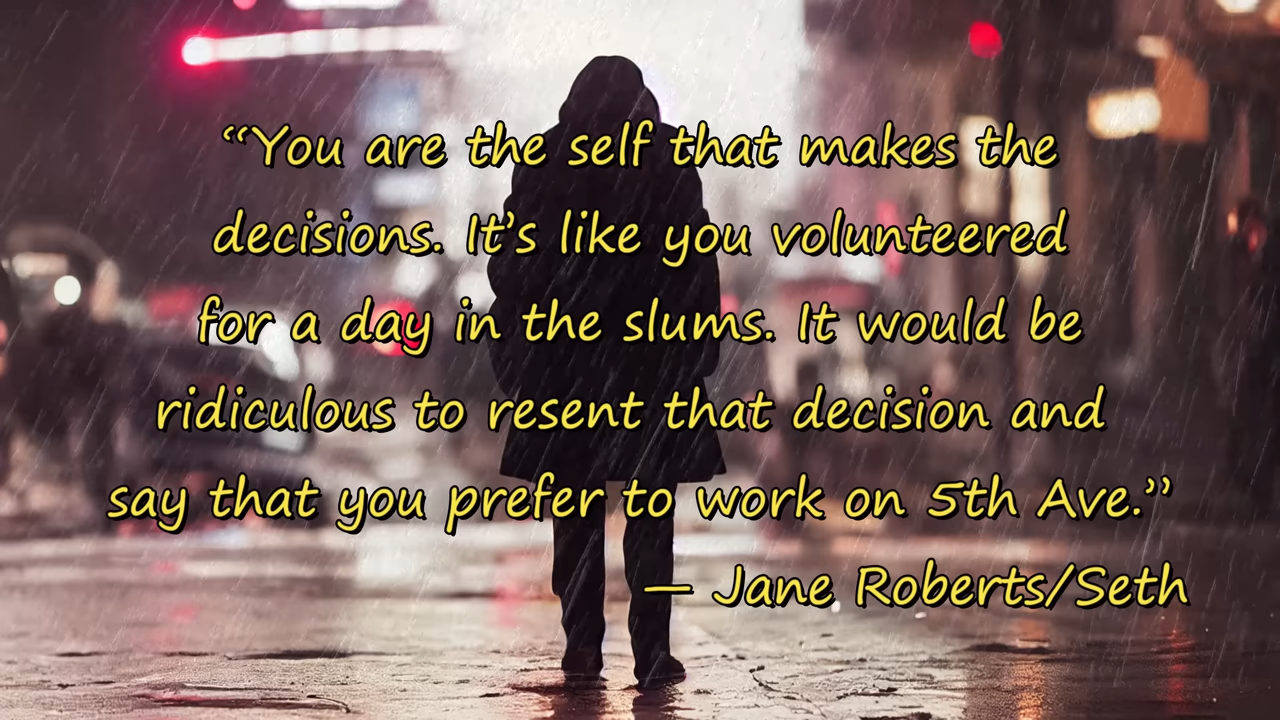 “You are the self that makes the
decisions. It’s like you volunteered
for a day in the slums. It would be
ridiculous to resent that decision and
say that you prefer to work on 5th Ave.”
— Jane Roberts/Seth